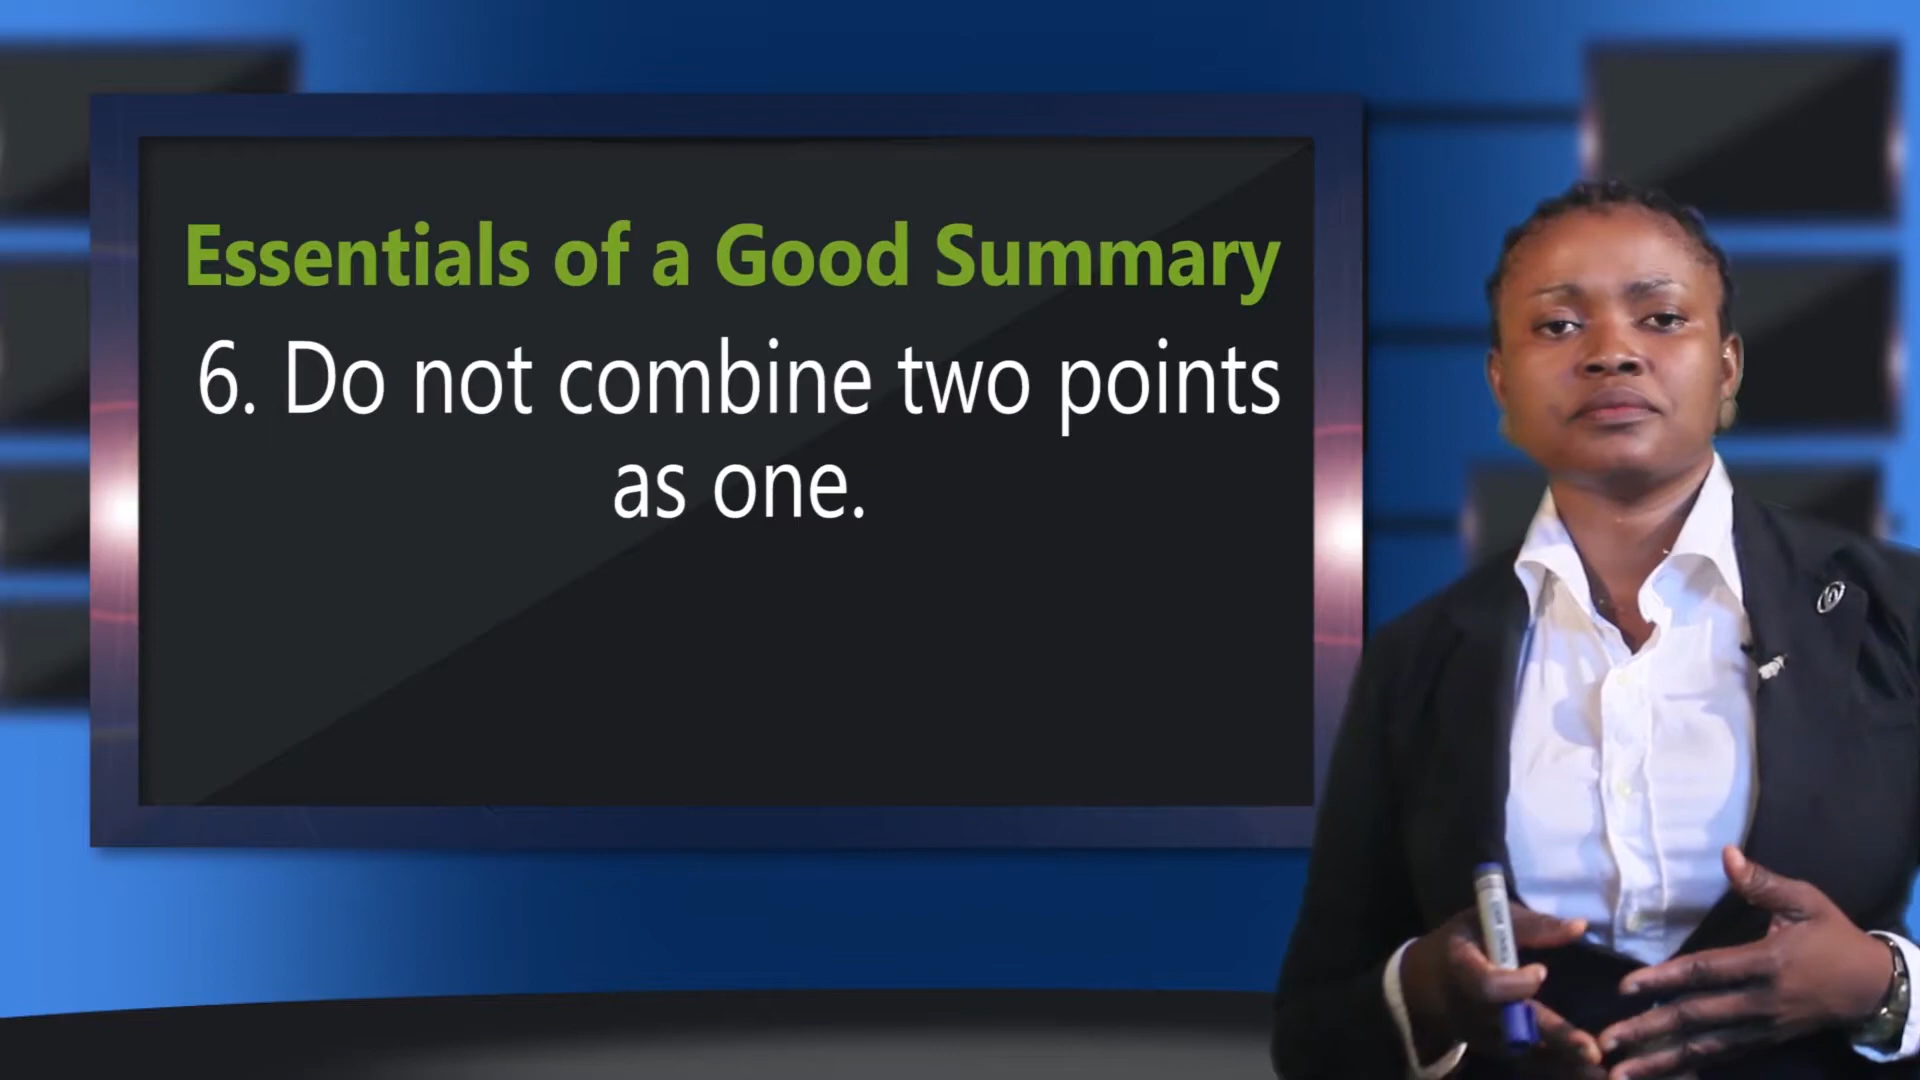 Essentials of a Good Summary
6. Do not combine two points
as one.